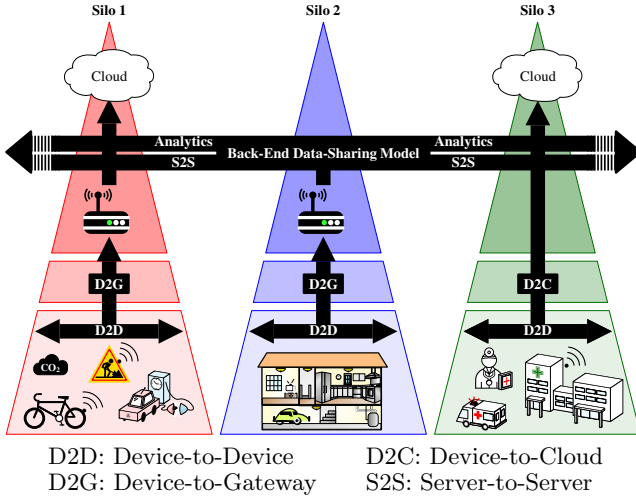 Silo 1
Silo 2
Silo 3
Cloud
Cloud
Analytics
Analytics
Back-End Data-Sharing Model
S2S
S2S
D2G
D2G
D2C
D2D
D2D
D2D
CO2
D2D: Device-to-Device
D2C: Device-to-Cloud
D2G: Device-to-Gateway
S2S: Server-to-Server